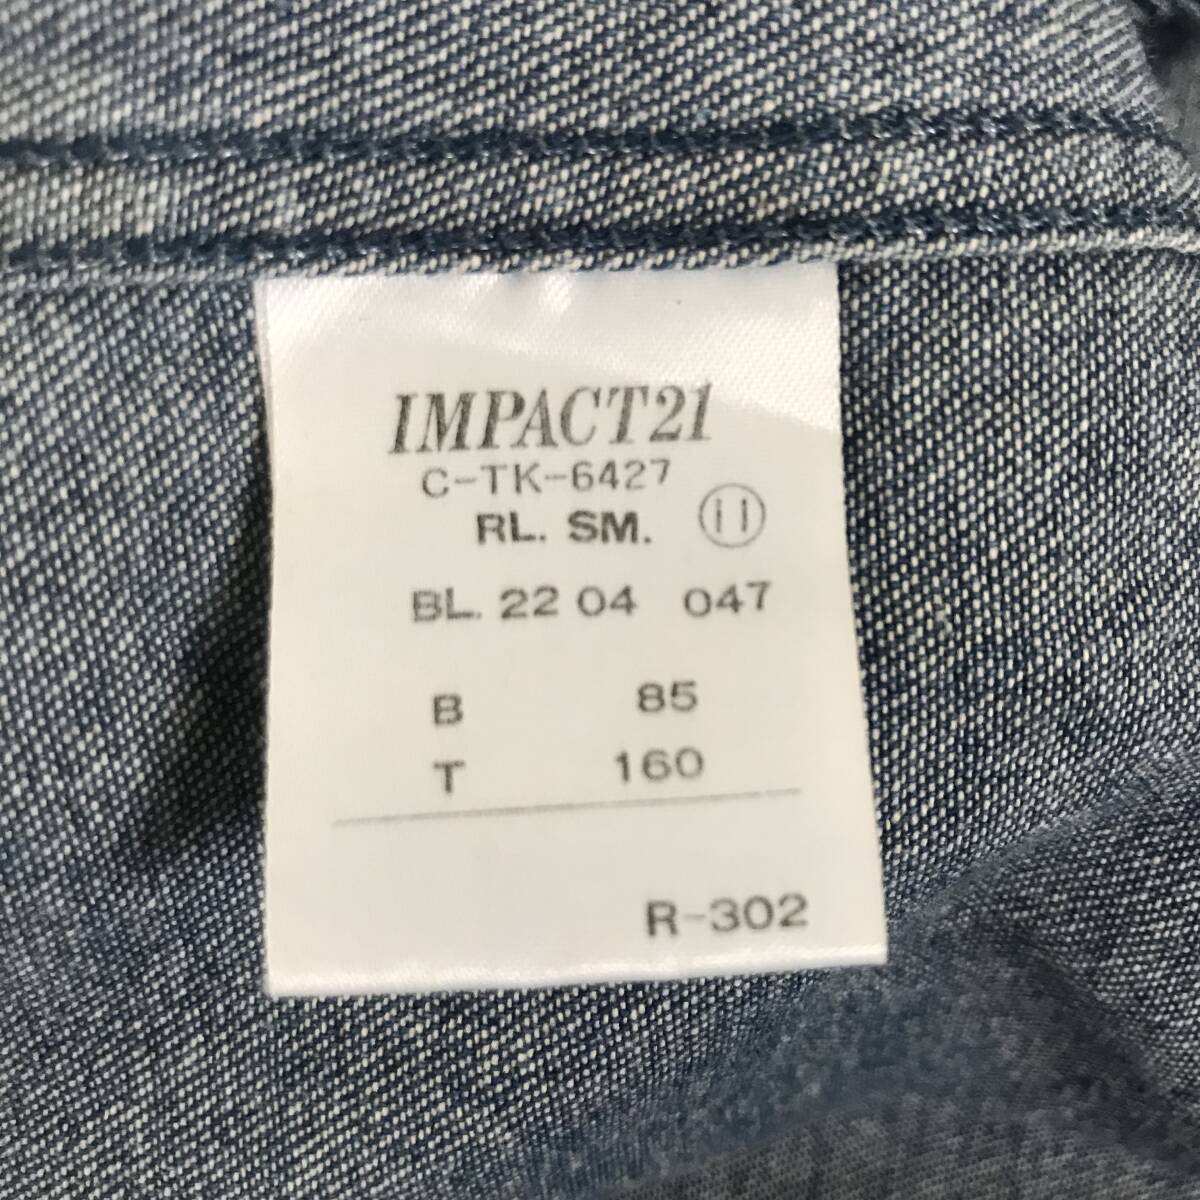 IMPACT21
C-TK-6427
RL. SM. ⑪
BL. 22 04 047
B 85
T 160
R-302